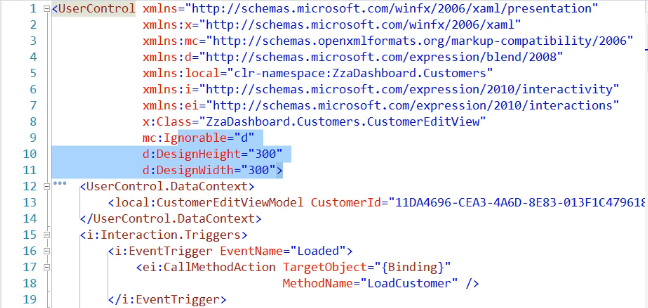 1 <UserControl xmlns="http://schemas.microsoft.com/winfx/2006/xaml/presentation"
2 xmlns:x="http://schemas.microsoft.com/winfx/2006/xaml"
3 xmlns:mc="http://schemas.openxmlformats.org/markup-compatibility/2006"
4 xmlns:d="http://schemas.microsoft.com/expression/blend/2008"
5 xmlns:local="clr-namespace:ZzaDashboard.Customers"
6 xmlns:i="http://schemas.microsoft.com/expression/2010/interactivity"
7 xmlns:ei="http://schemas.microsoft.com/expression/2010/interactions"
8 x:Class="ZzaDashboard.Customers.CustomerEditView"
9 mc:Ignorable="d"
10 d:DesignHeight="300"
11 d:DesignWidth="300">
12 <UserControl.DataContext>
13 <local:CustomerEditViewModel CustomerId="11DA4696-CEA3-4A6D-8E83-013F1C479618
14 </UserControl.DataContext>
15 <i:Interaction.Triggers>
16 <i:EventTrigger EventName="Loaded">
17 <ei:CallMethodAction TargetObject="{Binding}"
18 MethodName="LoadCustomer" />
19 </i:EventTrigger>